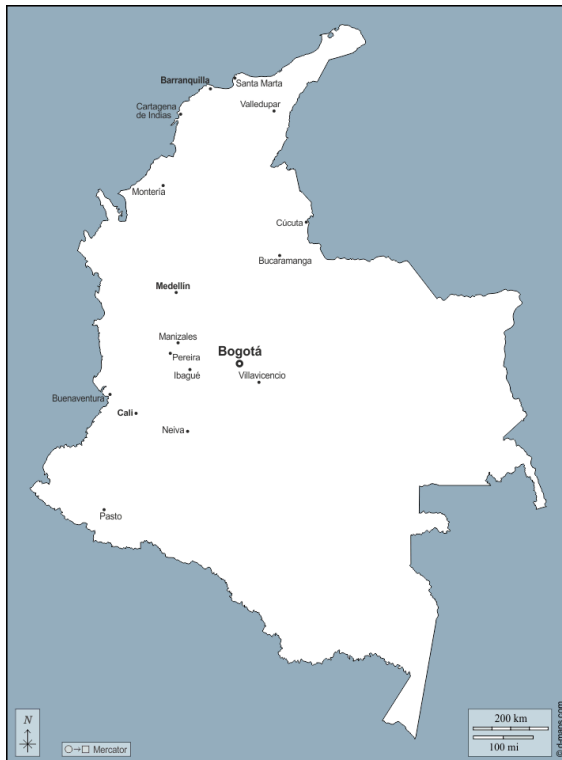 Barranquilla
Santa Marta
Cartagena
de Indias
Valledupar
Montería
Cúcuta
Bucaramanga
Medellín
Manizales
Bogotá
Pereira
Ibagué
Villavicencio
Buenaventura
Cali
Neiva
Pasto
N
Mercator
200 km
100 mi
© d-maps.com